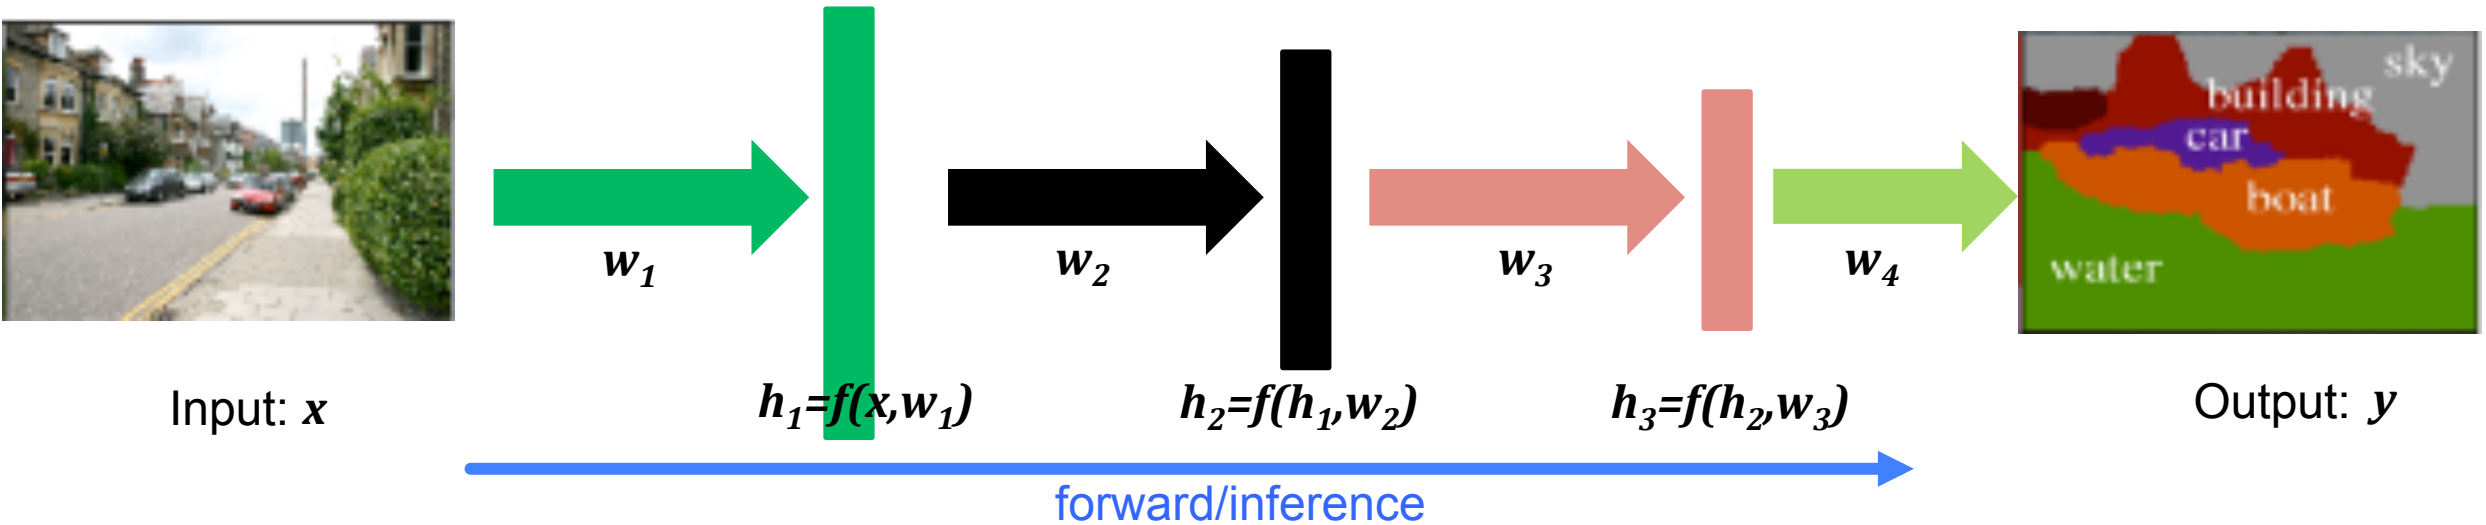 sky
building
car
boat
water
w1
w2
w3
w4
Input: x
h1=f(x,w1)
h2=f(h1,w2)
h3=f(h2,w3)
Output: y
forward/inference